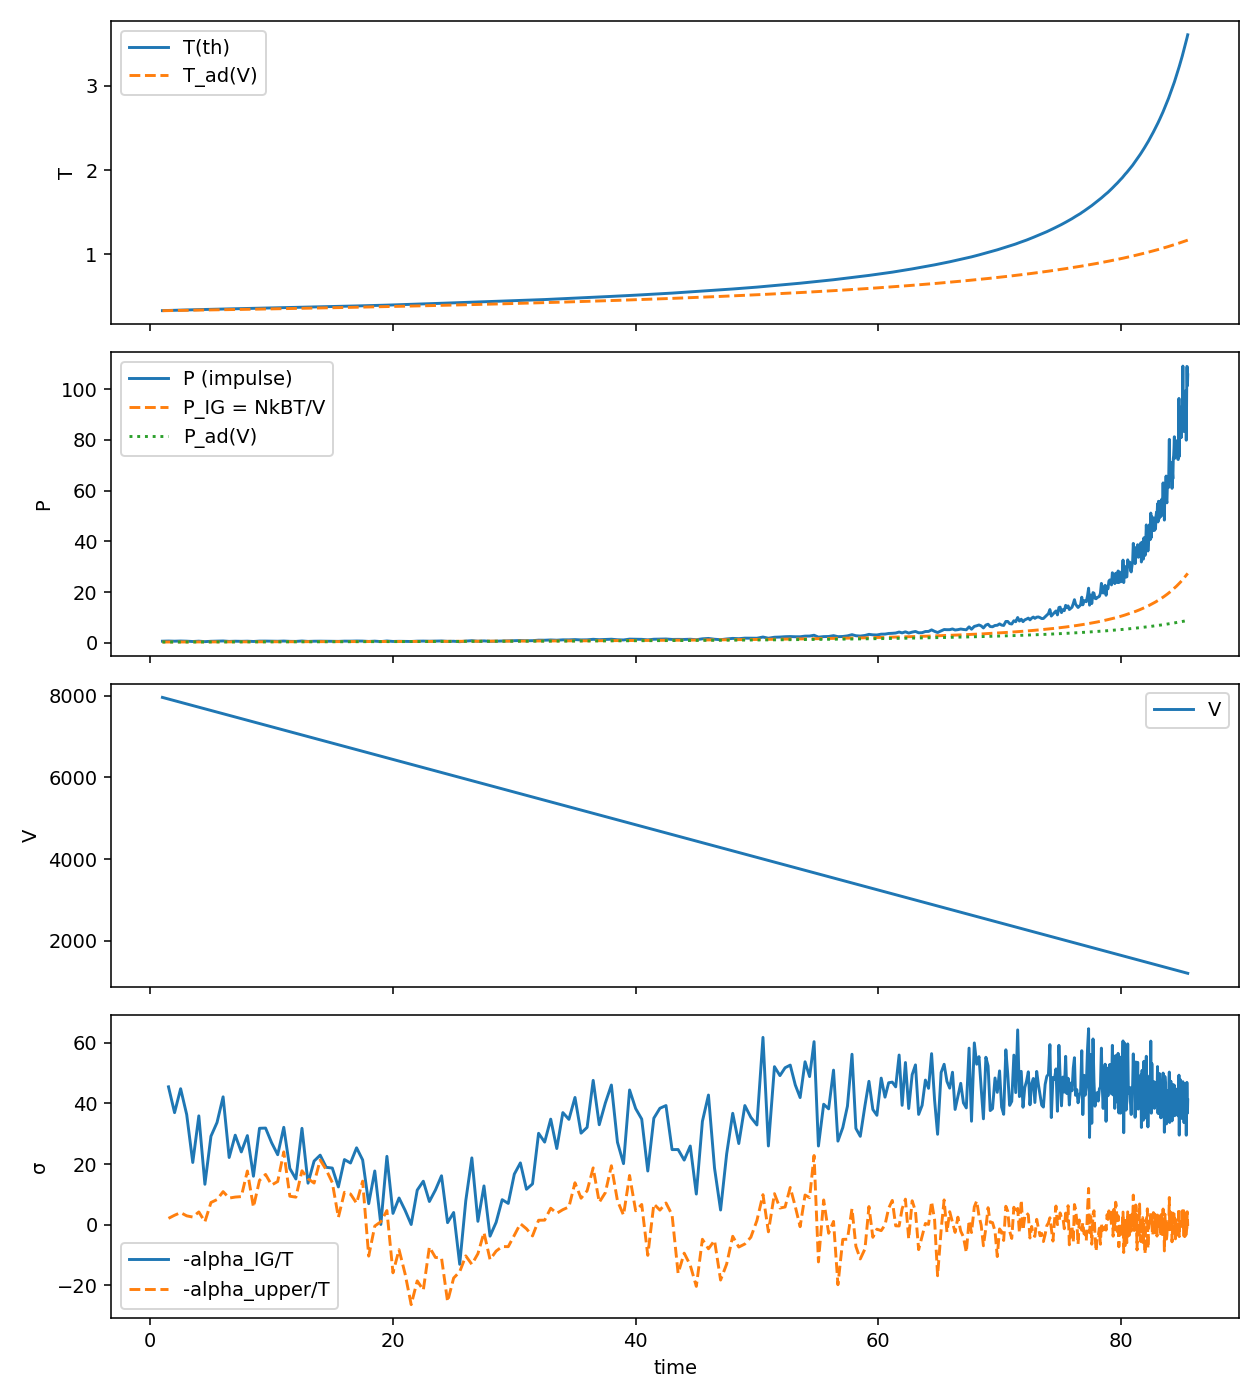 T(th)
T_ad(V)
T
3
2
1
P (impulse)
P_IG = NkBT/V
P_ad(V)
P
100
80
60
40
20
0
V
V
8000
6000
4000
2000
60
40
20
0
−20
σ
-alpha_IG/T
-alpha_upper/T
0 20 40 60 80
time